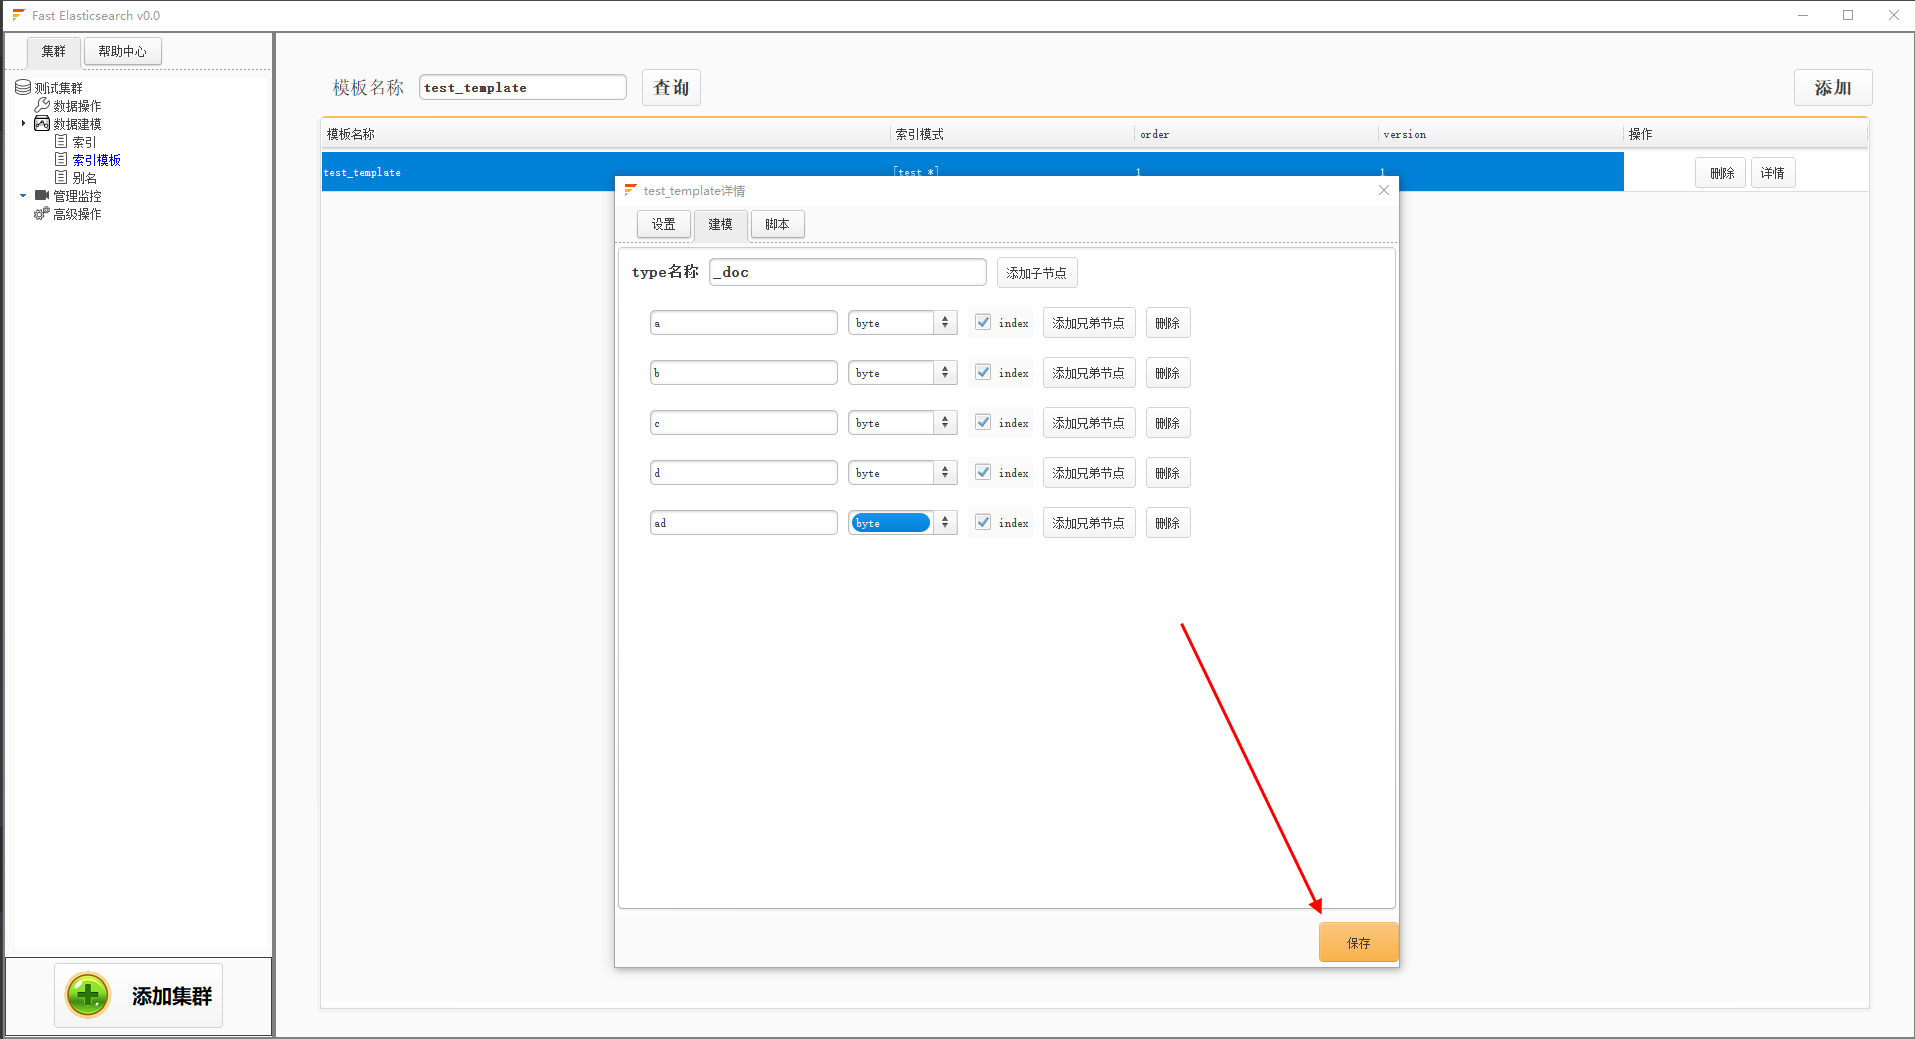 Fast Elasticsearch v0.0
集群 帮助中心
测试集群
数据操作
数据建模
索引
索引模板
别名
管理监控
高级操作
添加集群
模板名称 test_template 查询 添加
模板名称 索引模式 order version 操作
test_template [test_*] 1 1 删除 详情
test_template详情
设置 建模 脚本
type名称 _doc 添加子节点
a byte index 添加兄弟节点 删除
b byte index 添加兄弟节点 删除
c byte index 添加兄弟节点 删除
d byte index 添加兄弟节点 删除
ad byte index 添加兄弟节点 删除
保存